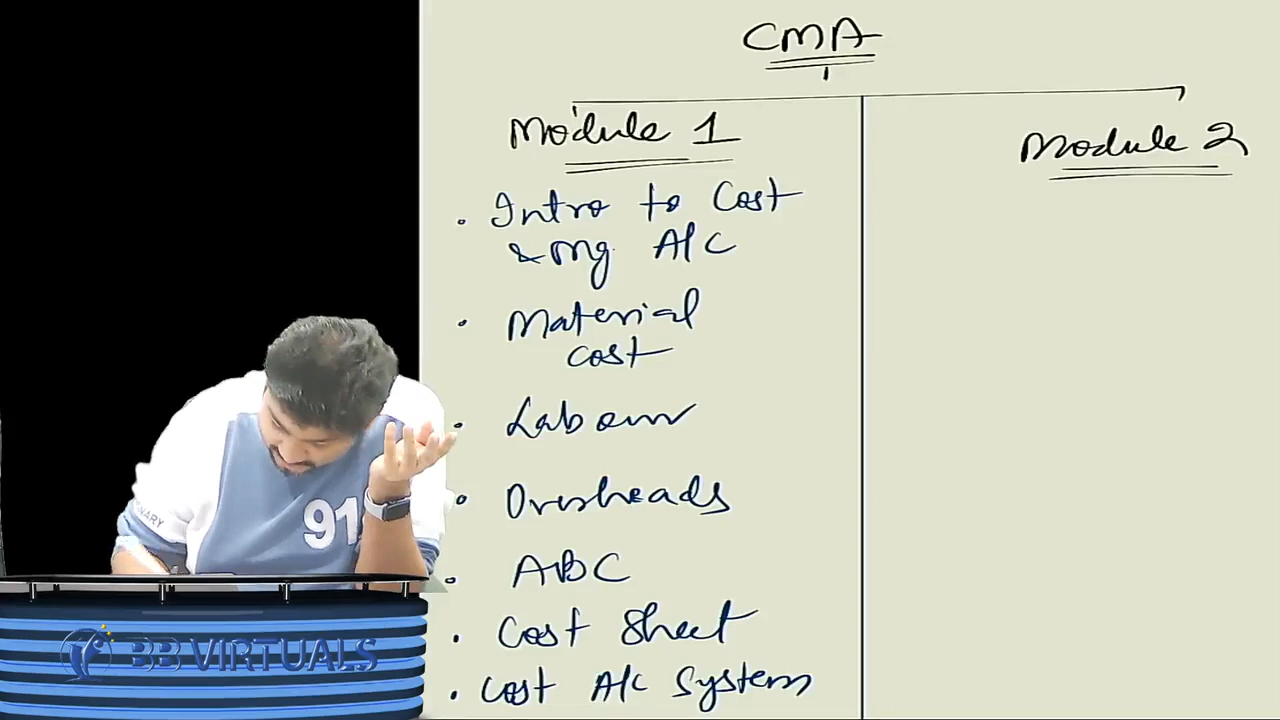 CMA
Module 1
Module 2
. Intro to Cost
& Mg A/C
. Material
cost
. Labour
. Overheads
. ABC
. Cost Sheet
. Cost A/c System
91
NARY
BB VIRTUALS